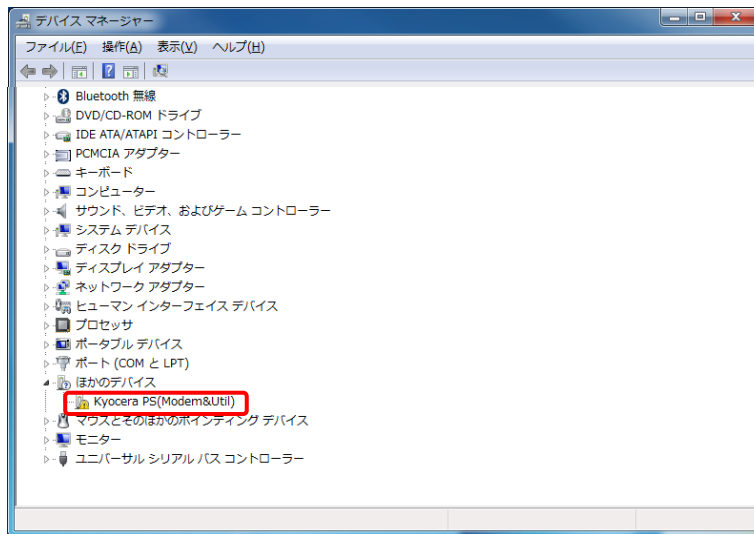 デバイス マネージャー
ファイル(F) 操作(A) 表示(V) ヘルプ(H)
Bluetooth 無線
DVD/CD-ROM ドライブ
IDE ATA/ATAPI コントローラー
PCMCIA アダプター
キーボード
コンピューター
サウンド、ビデオ、およびゲーム コントローラー
システム デバイス
ディスク ドライブ
ディスプレイ アダプター
ネットワーク アダプター
ヒューマン インターフェイス デバイス
プロセッサ
ポータブル デバイス
ポート (COM と LPT)
ほかのデバイス
Kyocera PS(Modem&Util)
マウスとそのほかのポインティング デバイス
モニター
ユニバーサル シリアル バス コントローラー